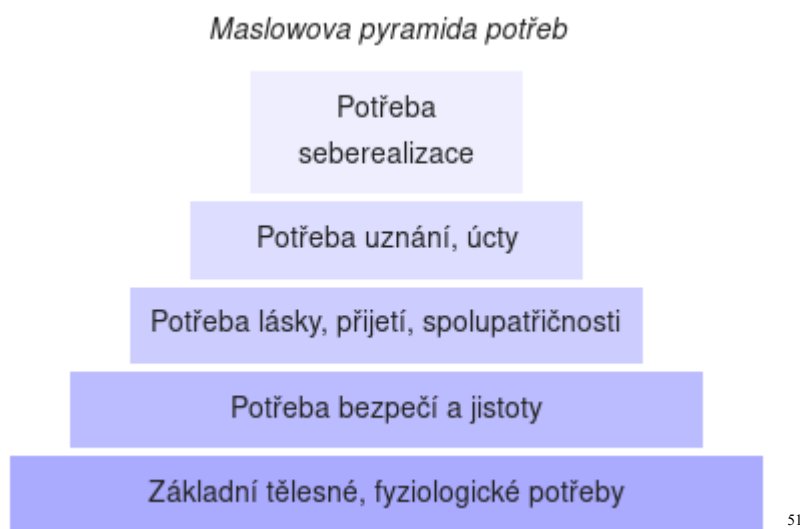 Maslowova pyramida potřeb
Potřeba
seberealizace
Potřeba uznání, úcty
Potřeba lásky, přijetí, spolupatřičnosti
Potřeba bezpečí a jistoty
Základní tělesné, fyziologické potřeby
51